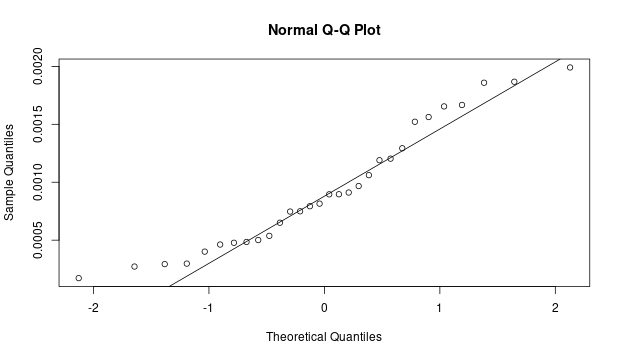 Normal Q-Q Plot
Sample Quantiles
0.0020
0.0015
0.0010
0.0005
-2 -1 0 1 2
Theoretical Quantiles